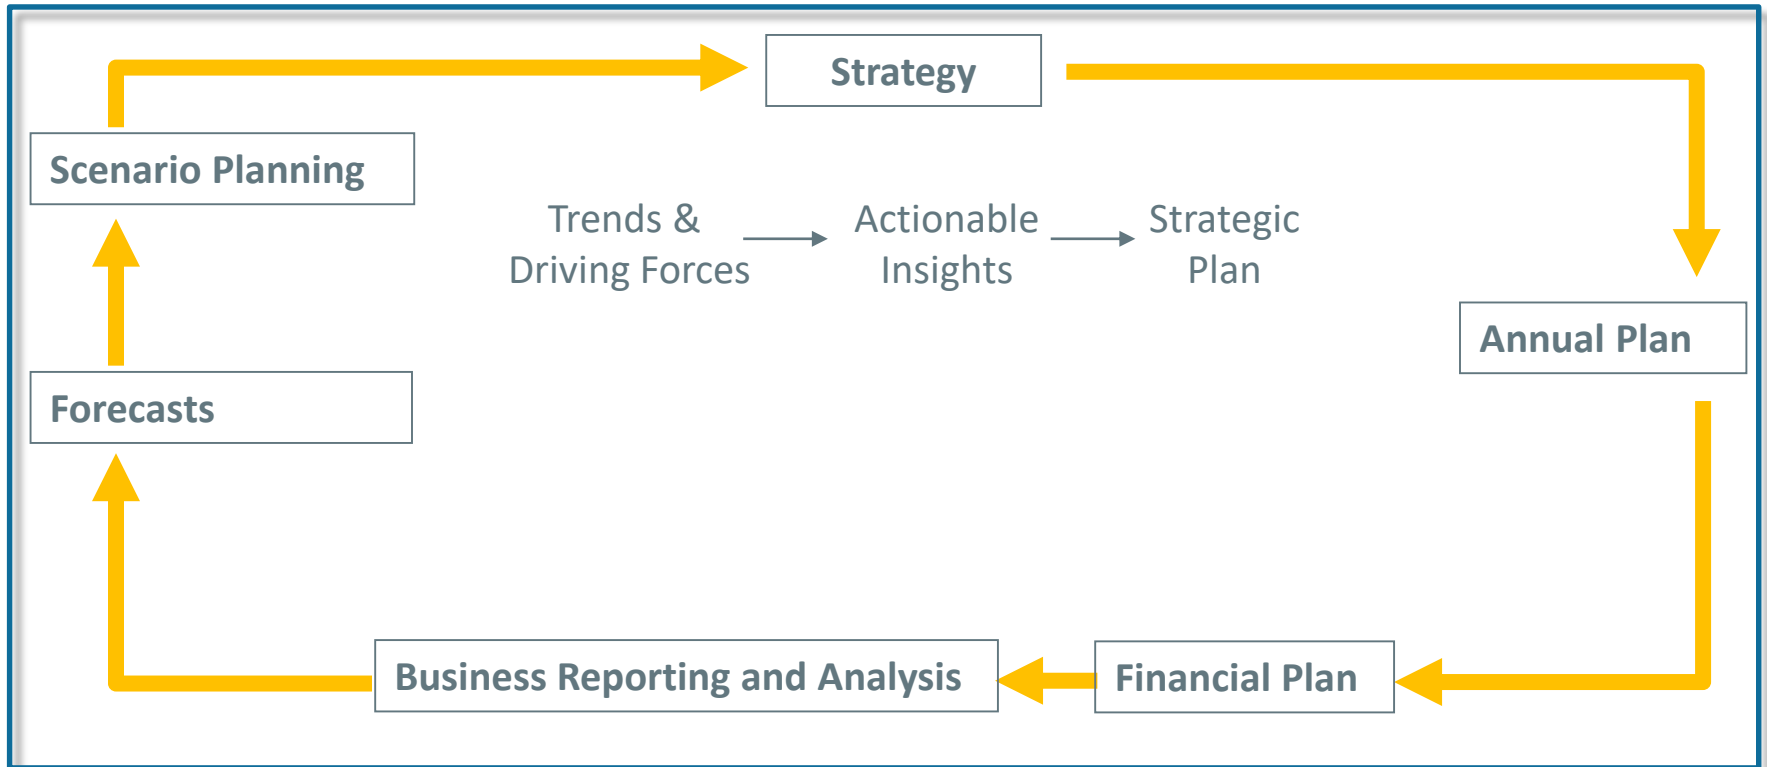 Strategy
Scenario Planning
Trends &
Driving Forces
Actionable
Insights
Strategic
Plan
Annual Plan
Forecasts
Business Reporting and Analysis
Financial Plan